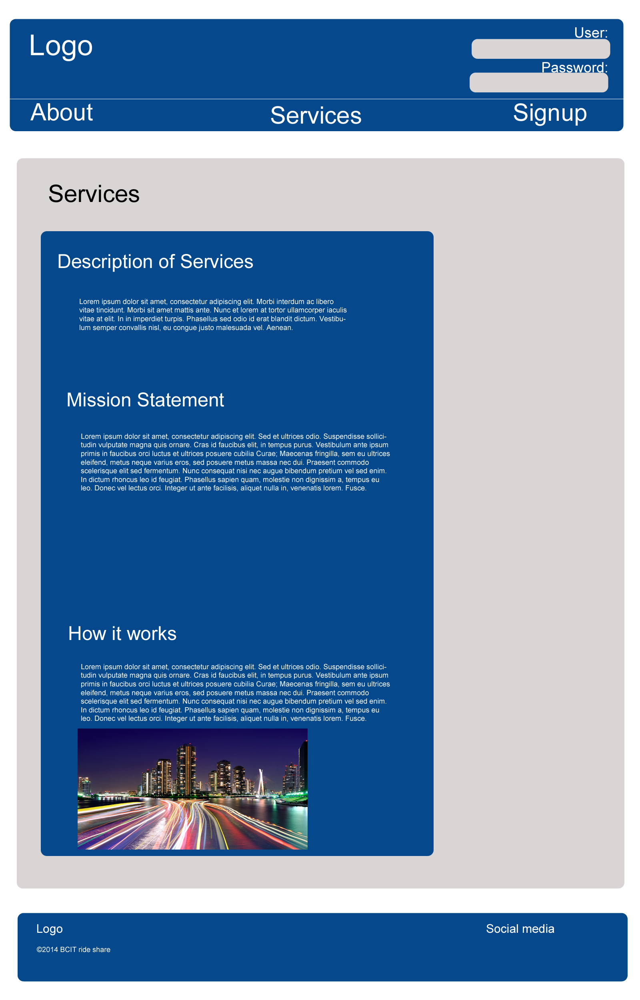 Logo
User:
Password:
About
Services
Signup
Services
Description of Services
Lorem ipsum dolor sit amet, consectetur adipiscing elit. Morbi interdum ac libero
vitae tincidunt. Morbi sit amet mattis ante. Nunc et lorem at tortor ullamcorper iaculis
vitae at elit. In in imperdiet turpis. Phasellus sed odio id erat blandit dictum. Vestibu-
lum semper convallis nisl, eu congue justo malesuada vel. Aenean.
Mission Statement
Lorem ipsum dolor sit amet, consectetur adipiscing elit. Sed et ultrices odio. Suspendisse sollici-
tudin vulputate magna quis ornare. Cras id faucibus elit, in tempus purus. Vestibulum ante ipsum
primis in faucibus orci luctus et ultrices posuere cubilia Curae; Maecenas fringilla, sem eu ultrices
eleifend, metus neque varius eros, sed posuere metus massa nec dui. Praesent commodo
scelerisque elit sed fermentum. Nunc consequat nisi nec augue bibendum pretium vel sed enim.
In dictum rhoncus leo id feugiat. Phasellus sapien quam, molestie non dignissim a, tempus eu
leo. Donec vel lectus orci. Integer ut ante facilisis, aliquet nulla in, venenatis lorem. Fusce.
How it works
Lorem ipsum dolor sit amet, consectetur adipiscing elit. Sed et ultrices odio. Suspendisse sollici-
tudin vulputate magna quis ornare. Cras id faucibus elit, in tempus purus. Vestibulum ante ipsum
primis in faucibus orci luctus et ultrices posuere cubilia Curae; Maecenas fringilla, sem eu ultrices
eleifend, metus neque varius eros, sed posuere metus massa nec dui. Praesent commodo
scelerisque elit sed fermentum. Nunc consequat nisi nec augue bibendum pretium vel sed enim.
In dictum rhoncus leo id feugiat. Phasellus sapien quam, molestie non dignissim a, tempus eu
leo. Donec vel lectus orci. Integer ut ante facilisis, aliquet nulla in, venenatis lorem. Fusce.
Logo
Social media
©2014 BCIT ride share